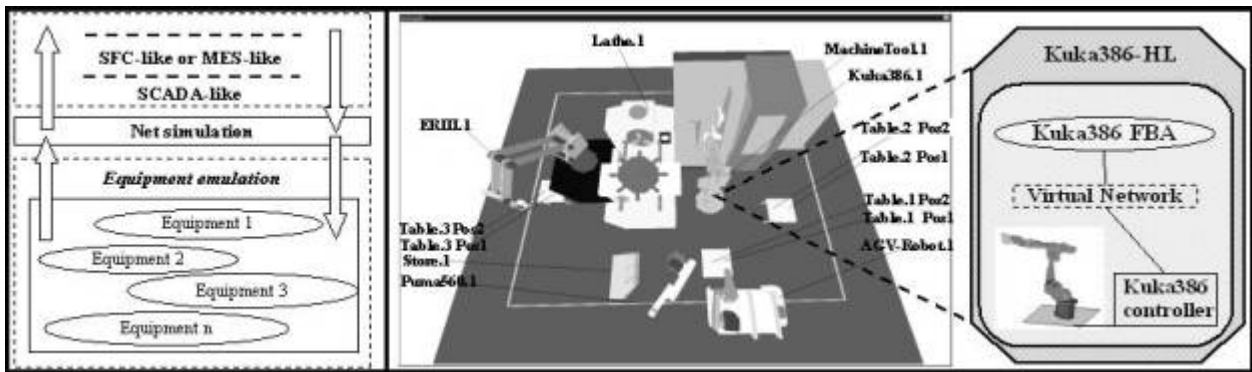 SFC-like or MES-like
SCADA-like
Net simulation
Equipment emulation
Equipment 1
Equipment 2
Equipment 3
Equipment n
Lathe.1
MachineTool.1
Kuka386.1
ERIII.1
Table.2 Pos2
Table.2 Pos1
Table.1 Pos2
Table.1 Pos1
AGV-Robot.1
Table.3 Pos2
Table.3 Pos1
Store.1
Puma560.1
Kuka386-HL
Kuka386 FBA
Virtual Network
Kuka386
controller